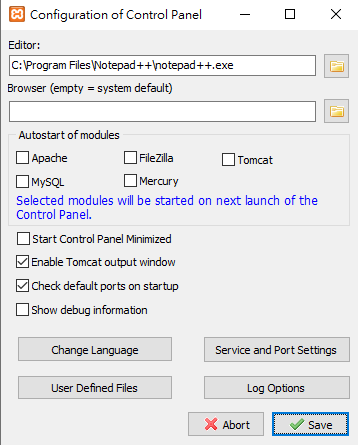 Configuration of Control Panel
Editor:
C:\Program Files\Notepad++\notepad++.exe
Browser (empty = system default)
Autostart of modules
Apache
FileZilla
Tomcat
MySQL
Mercury
Selected modules will be started on next launch of the
Control Panel.
Start Control Panel Minimized
Enable Tomcat output window
Check default ports on startup
Show debug information
Change Language
Service and Port Settings
User Defined Files
Log Options
Abort
Save